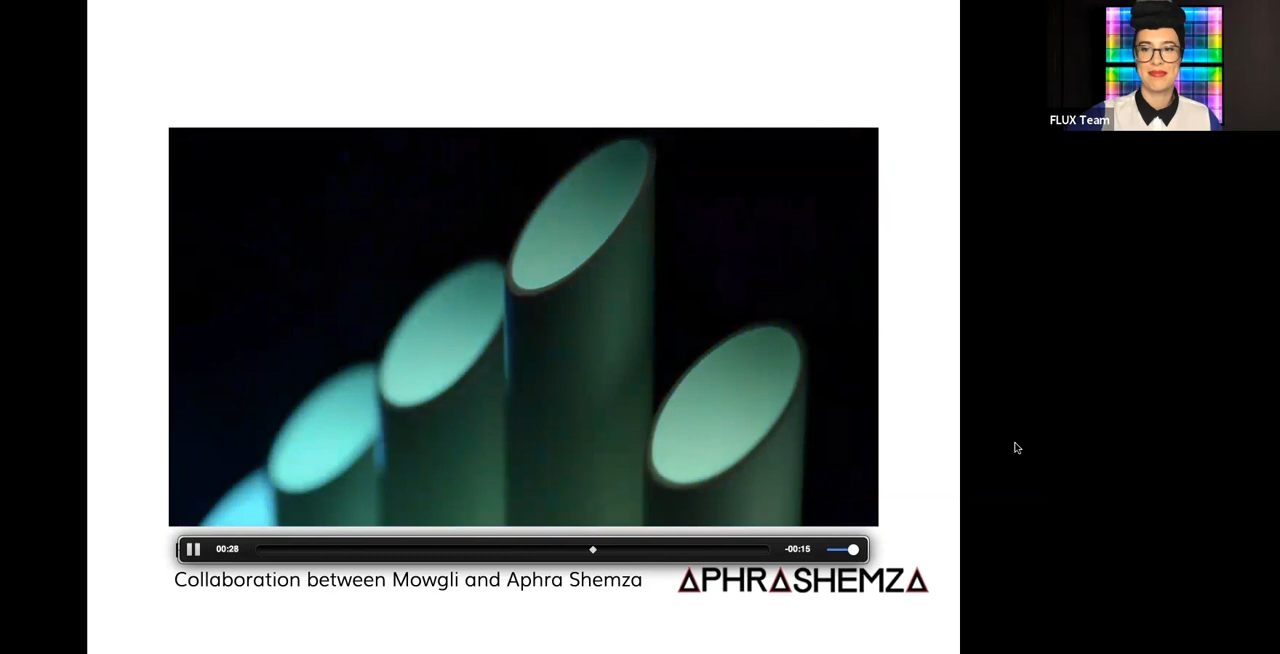 FLUX Team
00:28
-00:15
Collaboration between Mowgli and Aphra Shemza
APHRASHEMZA